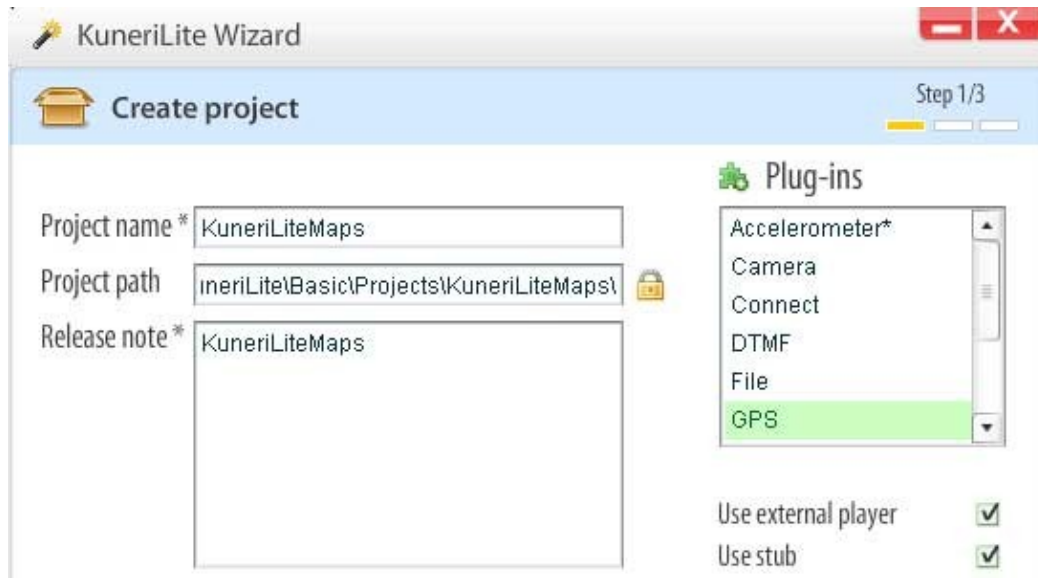 KuneriLite Wizard
Create project
Step 1/3
Project name *
KuneriLiteMaps
Project path
ineriLite\Basic\Projects\KuneriLiteMaps\
Release note *
KuneriLiteMaps
Plug-ins
Accelerometer*
Camera
Connect
DTMF
File
GPS
Use external player
Use stub